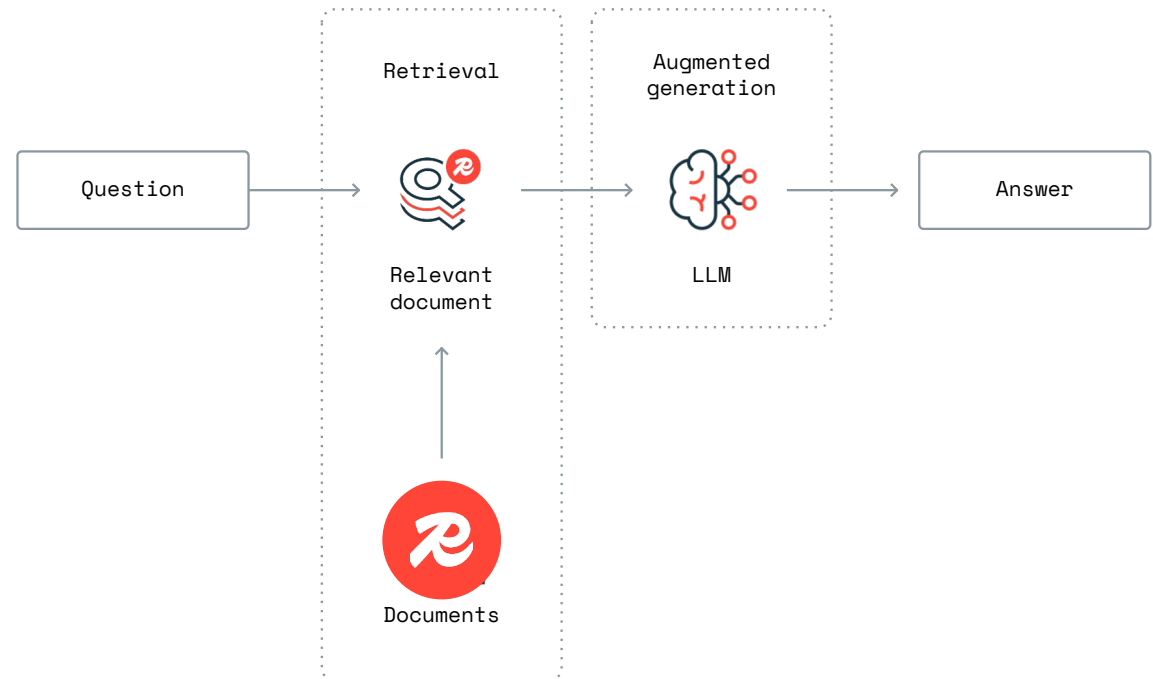 Retrieval
Augmented
generation
Question
Answer
Relevant
document
LLM
Documents